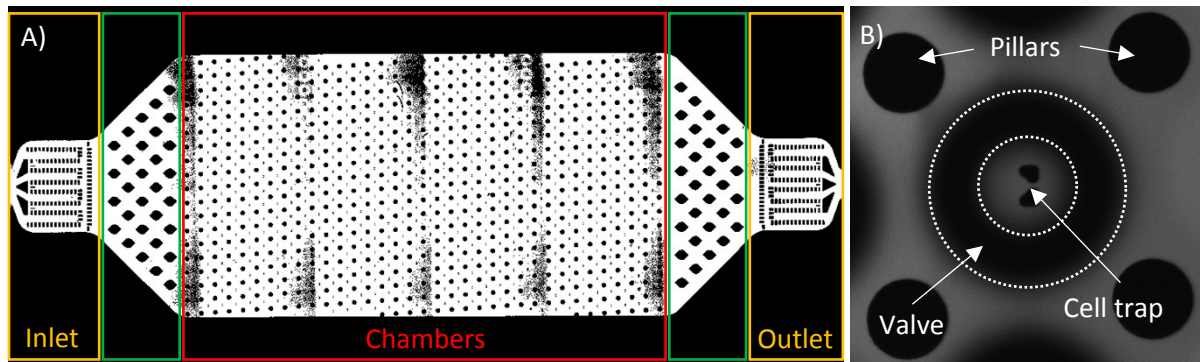 A)
Inlet
Chambers
Outlet
B)
Pillars
Valve
Cell trap